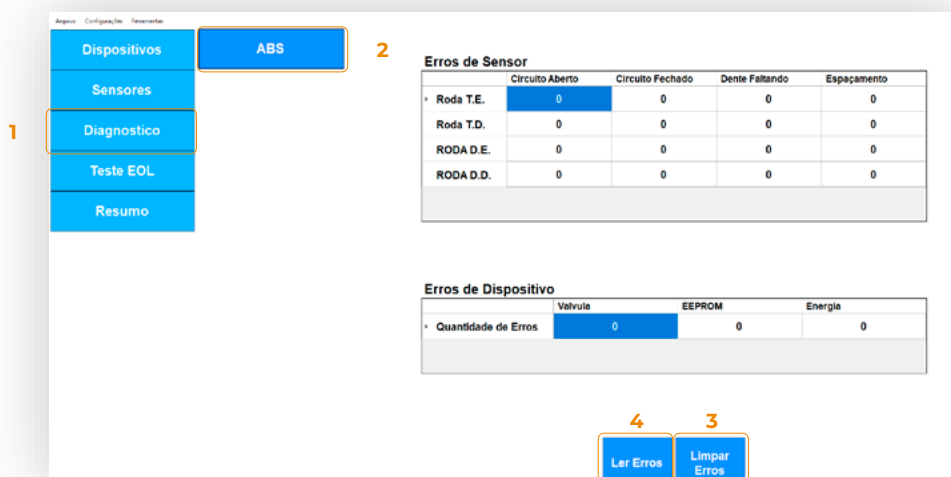 Arquivo Configurações Ferramentas
Dispositivos
ABS
2
Sensores
1
Diagnostico
Teste EOL
Resumo
Erros de Sensor
Circuito Aberto Circuito Fechado Dente Faltando Espaçamento
Roda T.E. 0 0 0 0
Roda T.D. 0 0 0 0
RODA D.E. 0 0 0 0
RODA D.D. 0 0 0 0
Erros de Dispositivo
Valvula EEPROM Energia
Quantidade de Erros 0 0 0
4 3
Ler Erros
Limpar
Erros